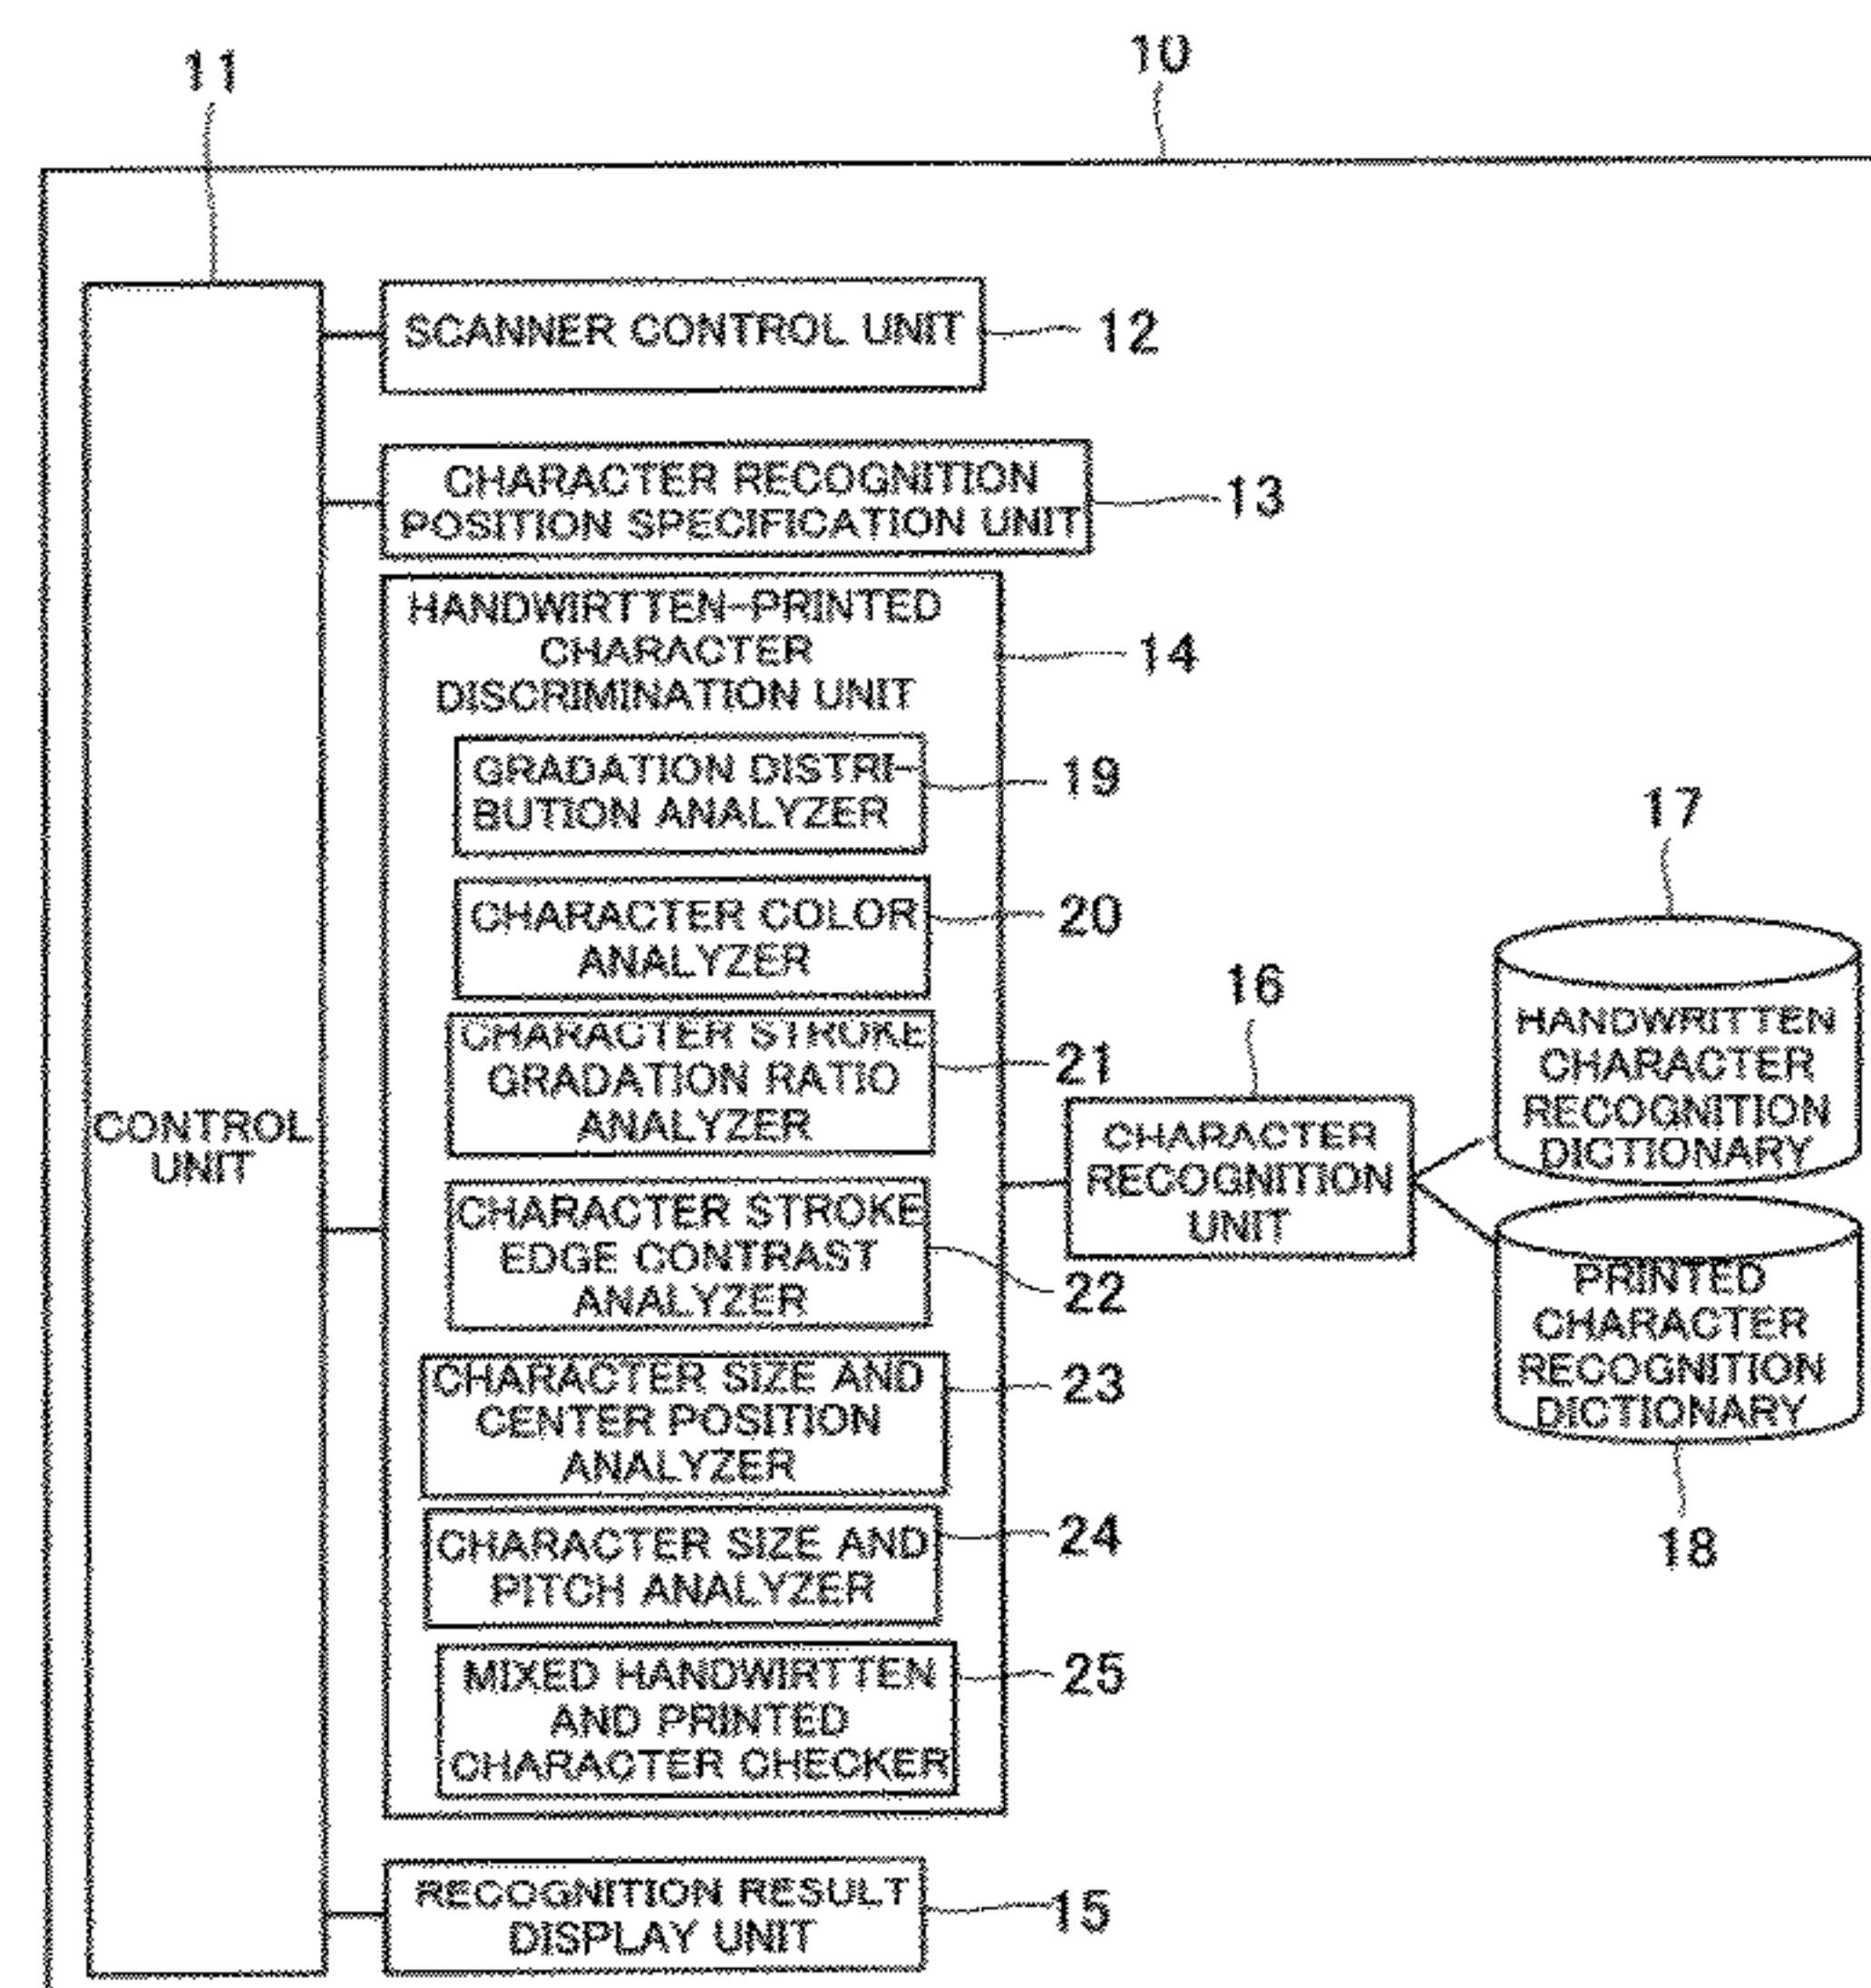 11
10
SCANNER CONTROL UNIT
12
CHARACTER RECOGNITION
POSITION SPECIFICATION UNIT
13
HANDWIRTTEN-PRINTED
CHARACTER
DISCRIMINATION UNIT
14
GRADATION DISTRI-
BUTION ANALYZER
19
CHARACTER COLOR
ANALYZER
20
CHARACTER STROKE
GRADATION RATIO
ANALYZER
21
CONTROL
UNIT
CHARACTER STROKE
EDGE CONTRAST
ANALYZER
22
CHARACTER SIZE AND
CENTER POSITION
ANALYZER
23
CHARACTER SIZE AND
PITCH ANALYZER
24
MIXED HANDWIRTTEN
AND PRINTED
CHARACTER CHECKER
25
RECOGNITION RESULT
DISPLAY UNIT
15
16
CHARACTER
RECOGNITION
UNIT
17
HANDWRITTEN
CHARACTER
RECOGNITION
DICTIONARY
PRINTED
CHARACTER
RECOGNITION
DICTIONARY
18